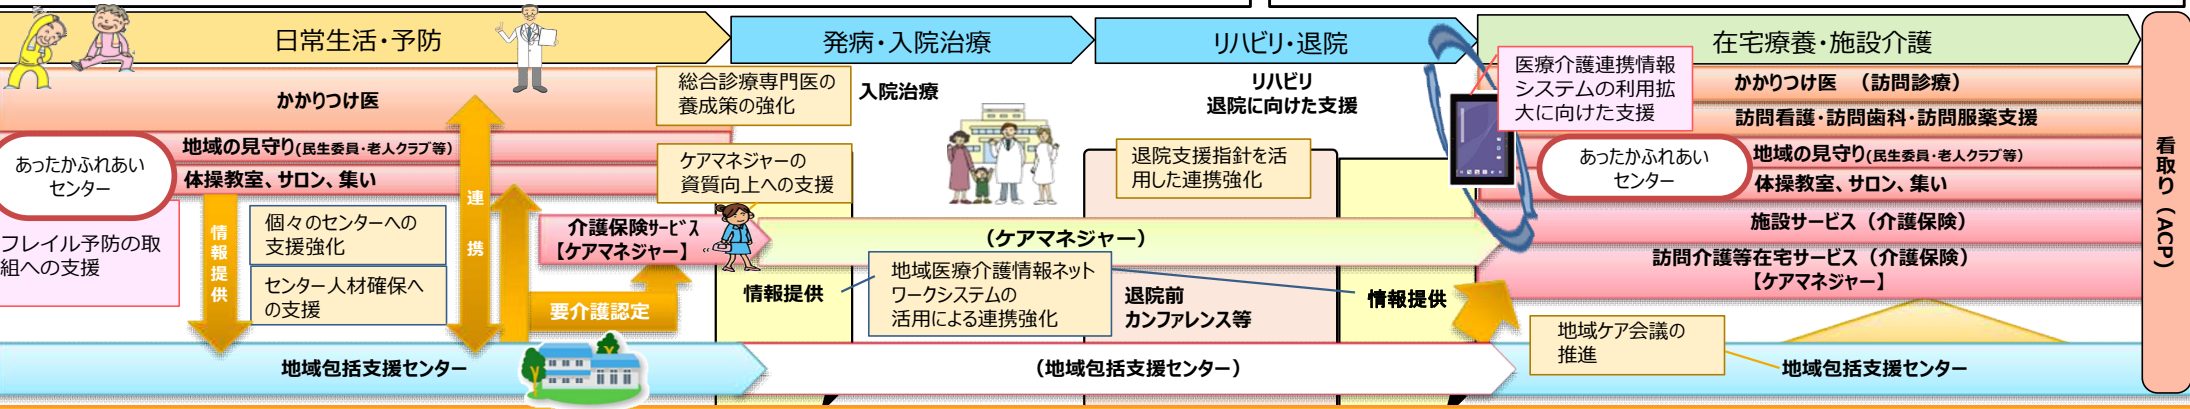 日常生活・予防
発病・入院治療
リハビリ・退院
在宅療養・施設介護
看取り（ACP）
かかりつけ医
総合診療専門医の
養成策の強化
入院治療
リハビリ
退院に向けた支援
医療介護連携情報
システムの利用拡
大に向けた支援
かかりつけ医　（訪問診療）
訪問看護・訪問歯科・訪問服薬支援
あったかふれあい
センター
地域の見守り(民生委員・老人クラブ等)
体操教室、サロン、集い
連携
ケアマネジャーの
資質向上への支援
退院支援指針を活
用した連携強化
あったかふれあい
センター
地域の見守り(民生委員・老人クラブ等)
体操教室、サロン、集い
フレイル予防の取
組への支援
情報提供
個々のセンターへの
支援強化
センター人材確保へ
の支援
介護保険サービス
【ケアマネジャー】
（ケアマネジャー）
施設サービス（介護保険）
訪問介護等在宅サービス（介護保険）
【ケアマネジャー】
要介護認定
情報提供
地域医療介護情報ネット
ワークシステムの
活用による連携強化
退院前
カンファレンス等
情報提供
地域ケア会議の
推進
地域包括支援センター
（地域包括支援センター）
地域包括支援センター